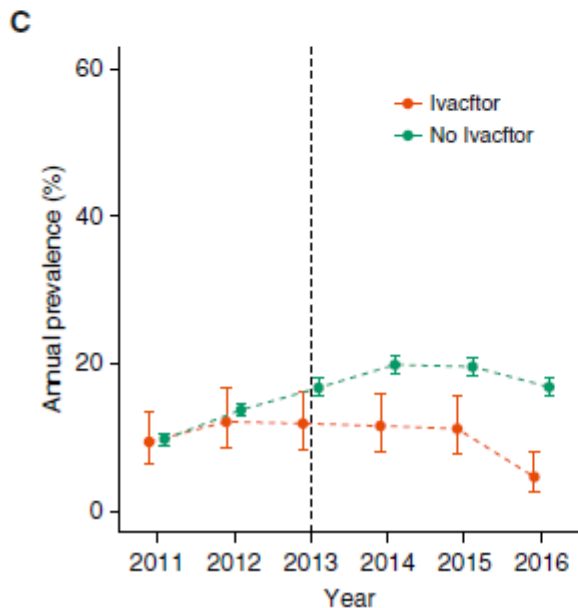 C
60
40
20
0
Annual prevalence (%)
Ivacftor
No Ivacftor
2011 2012 2013 2014 2015 2016
Year